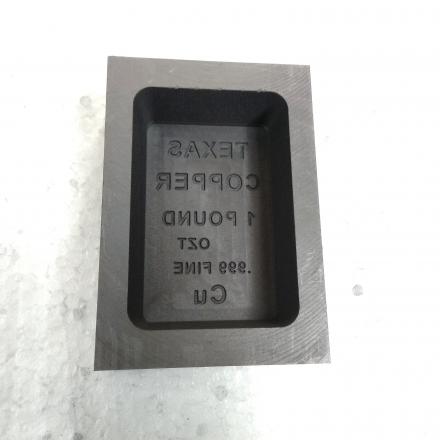 TEXAS
COPPER
1 POUND
OZT
.999 FINE
Cu